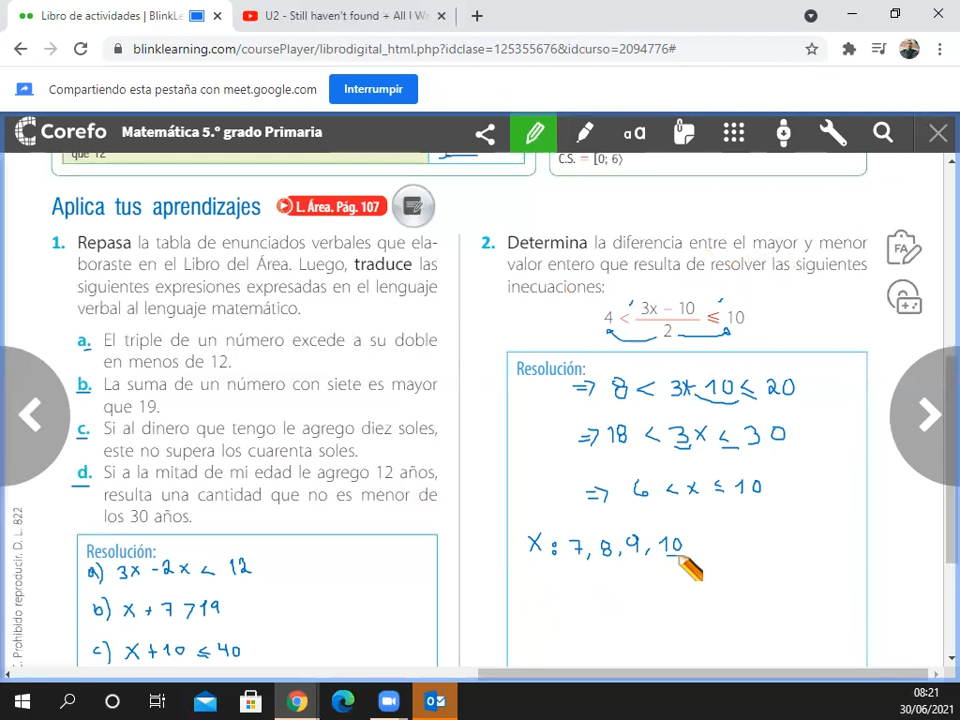 Libro de actividades | BlinkLe
U2 - Still haven't found + All I W
blinklearning.com/coursePlayer/librodigital_html.php?idclase=125355676&idcurso=2094776#
Compartiendo esta pestaña con meet.google.com
Interrumpir
Corefo
Matemática 5.° grado Primaria
aa
que 12
C.S. = [0; 6⟩
Aplica tus aprendizajes
L. Área. Pág. 107
1. Repasa la tabla de enunciados verbales que ela-
boraste en el Libro del Área. Luego, traduce las
siguientes expresiones expresadas en el lenguaje
verbal al lenguaje matemático.
a. El triple de un número excede a su doble
en menos de 12.
b. La suma de un número con siete es mayor
que 19.
c. Si al dinero que tengo le agrego diez soles,
este no supera los cuarenta soles.
d. Si a la mitad de mi edad le agrego 12 años,
resulta una cantidad que no es menor de
los 30 años.
Resolución:
a) 3x - 2x < 12
b) x + 7 > 19
c) x + 10 ≤ 40
2. Determina la diferencia entre el mayor y menor
valor entero que resulta de resolver las siguientes
inecuaciones:
4 < 3x – 10 ≤ 10
2
Resolución:
=> 8 < 3x - 10 ≤ 20
=> 18 < 3x ≤ 30
=> 6 < x ≤ 10
X : 7, 8, 9, 10
FA
C. Prohibido reproducir. D. L. 822
08:21
30/06/2021